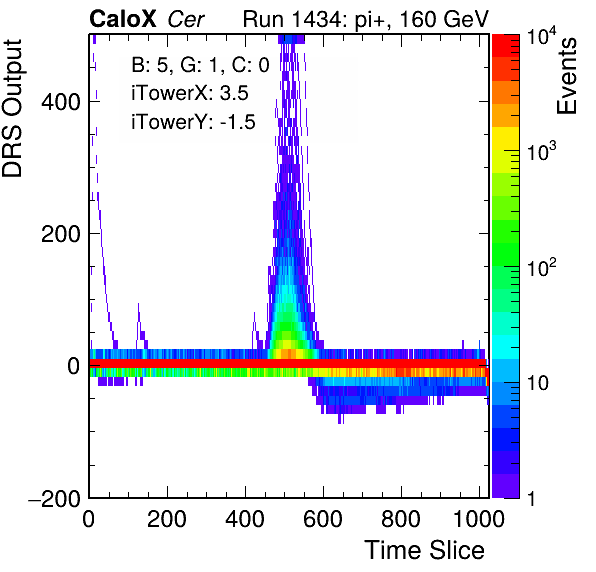 CaloX Cer Run 1434: pi+, 160 GeV
DRS Output
Events
B: 5, G: 1, C: 0
iTowerX: 3.5
iTowerY: -1.5
400
200
0
−200
0 200 400 600 800 1000
Time Slice
10^4
10^3
10^2
10
1